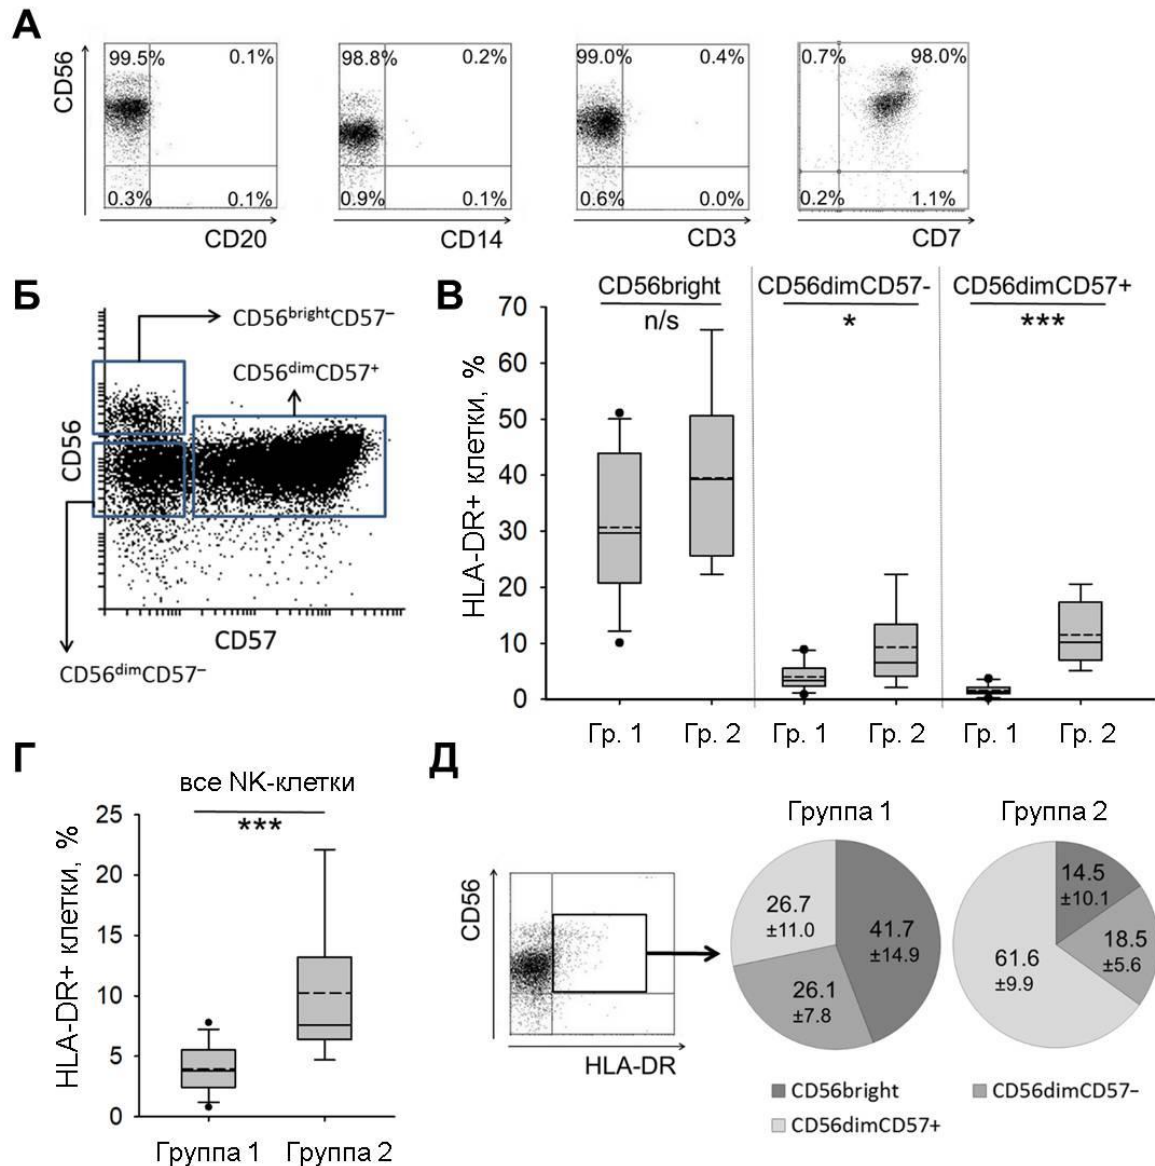 А
CD56
99.5% 0.1%
0.3% 0.1%
CD20
98.8% 0.2%
0.9% 0.1%
CD14
99.0% 0.4%
0.6% 0.0%
CD3
0.7% 98.0%
0.2% 1.1%
CD7
Б
CD56brightCD57–
CD56dimCD57+
CD56
CD57
CD56dimCD57–
В
CD56bright CD56dimCD57- CD56dimCD57+
n/s * ***
HLA-DR+ клетки, %
70
60
50
40
30
20
10
0
Гр. 1 Гр. 2 Гр. 1 Гр. 2 Гр. 1 Гр. 2
Г
все NK-клетки
***
HLA-DR+ клетки, %
25
20
15
10
5
0
Группа 1 Группа 2
Д
CD56
HLA-DR
Группа 1
26.7
±11.0
41.7
±14.9
26.1
±7.8
Группа 2
14.5
±10.1
18.5
±5.6
61.6
±9.9
CD56bright CD56dimCD57–
CD56dimCD57+